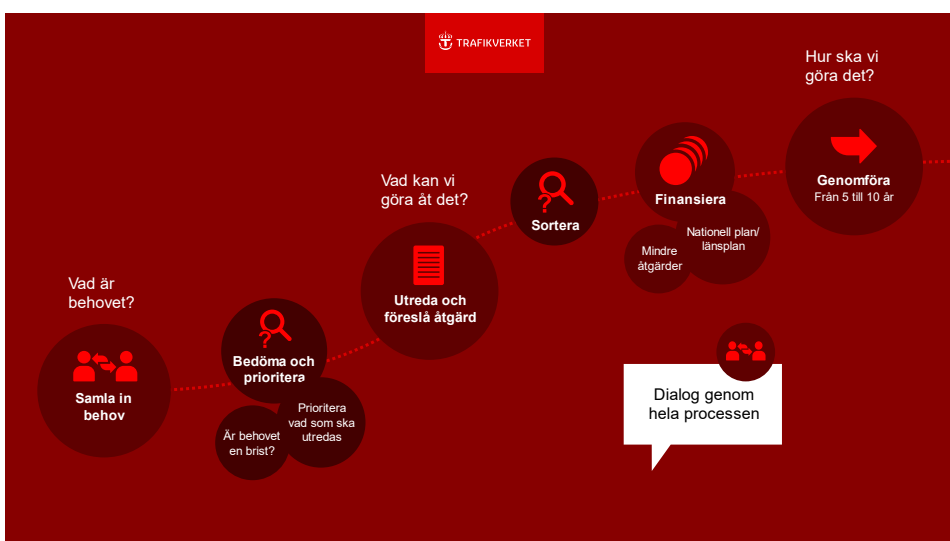 TRAFIKVERKET
Vad är
behovet?
Samla in
behov
Bedöma och
prioritera
Är behovet
en brist?
Prioritera
vad som ska
utredas
Vad kan vi
göra åt det?
Utreda och
föreslå åtgärd
Sortera
Finansiera
Mindre
åtgärder
Nationell plan/
länsplan
Hur ska vi
göra det?
Genomföra
Från 5 till 10 år
Dialog genom
hela processen